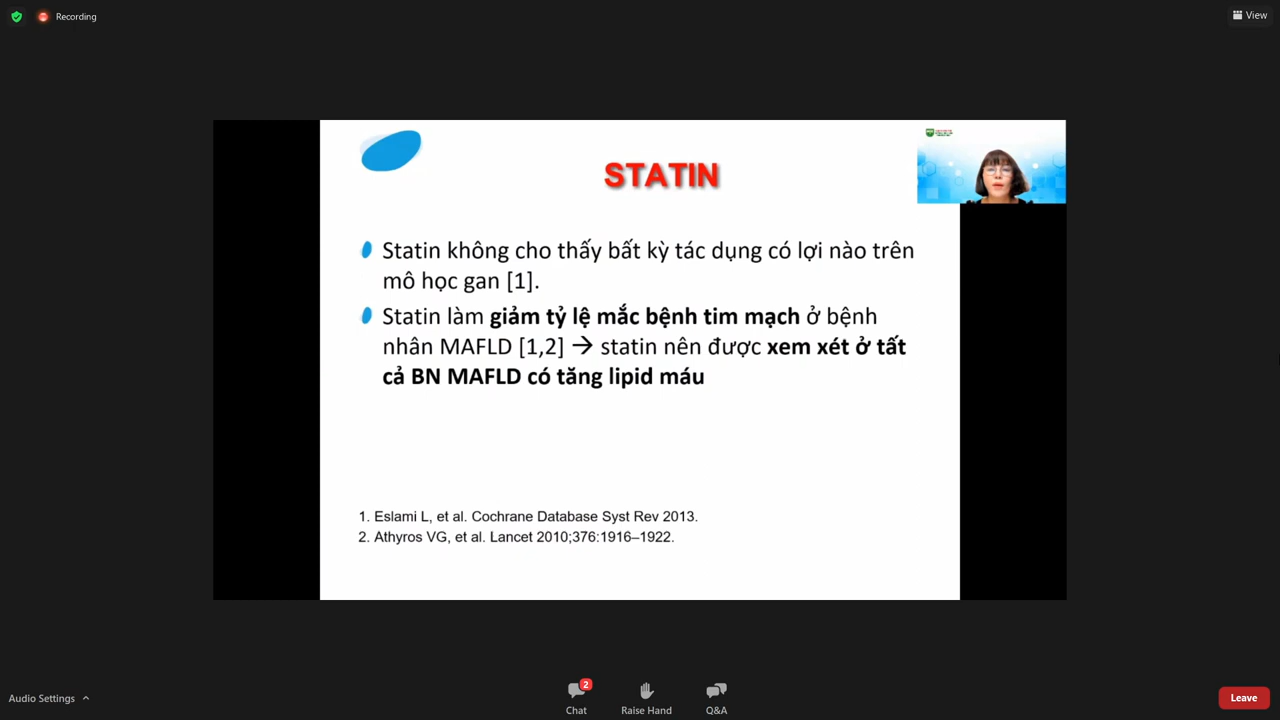 Recording
View
STATIN
Statin không cho thấy bất kỳ tác dụng có lợi nào trên
mô học gan [1].
Statin làm giảm tỷ lệ mắc bệnh tim mạch ở bệnh
nhân MAFLD [1,2] → statin nên được xem xét ở tất
cả BN MAFLD có tăng lipid máu
1. Eslami L, et al. Cochrane Database Syst Rev 2013.
2. Athyros VG, et al. Lancet 2010;376:1916–1922.
Audio Settings
2
Chat
Raise Hand
Q&A
Leave